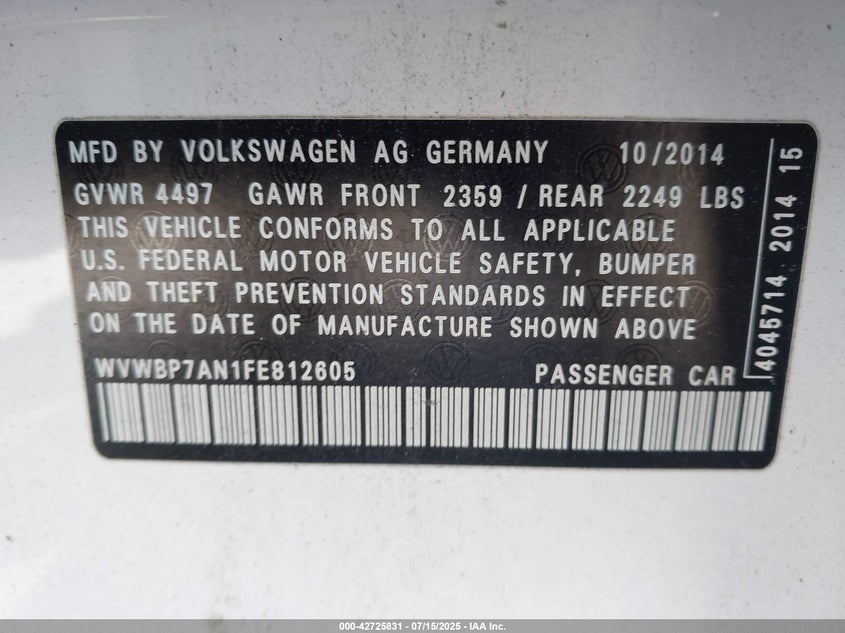 MFD BY VOLKSWAGEN AG GERMANY 10/2014
GVWR 4497 GAWR FRONT 2359 / REAR 2249 LBS
THIS VEHICLE CONFORMS TO ALL APPLICABLE
U.S. FEDERAL MOTOR VEHICLE SAFETY, BUMPER
AND THEFT PREVENTION STANDARDS IN EFFECT
ON THE DATE OF MANUFACTURE SHOWN ABOVE
WVWBP7AN1FE812605 PASSENGER CAR
4045714 2014 15
000-42725831 - 07/15/2025 - IAA Inc.